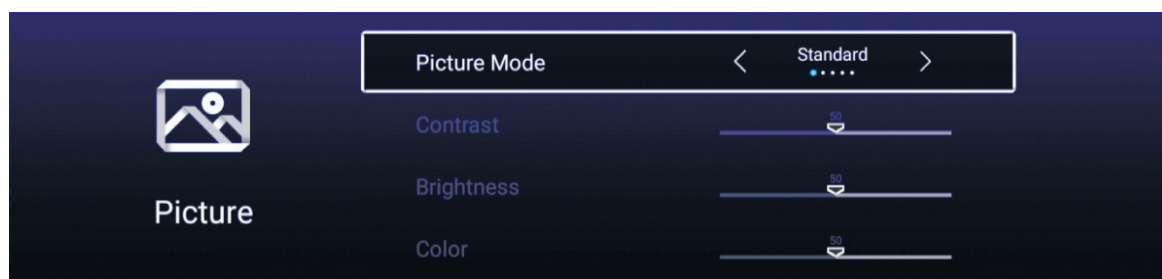 Picture Mode
Standard
Contrast
50
Brightness
50
Picture
Color
50